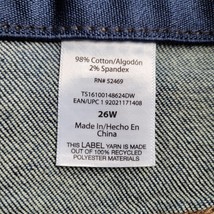 98% Cotton/Algodón
2% Spandex
RN# 52469
TS16100148624DW
EAN/UPC 1 92021171408
26W
Made In/Hecho En
China
THIS LABEL YARN IS MADE
OUT OF 100% RECYCLED
POLYESTER MATERIALS